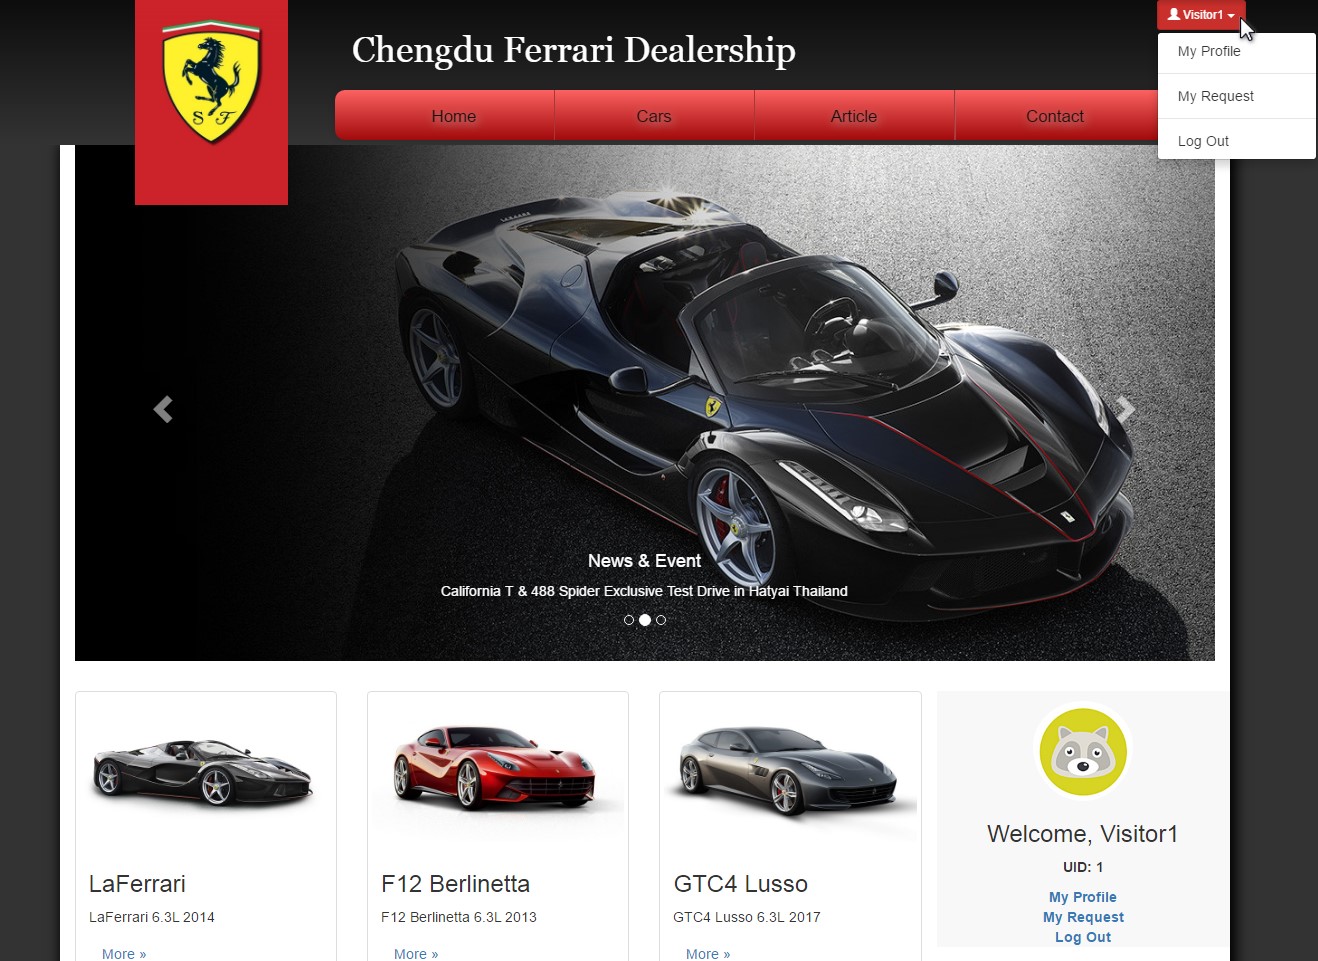 Visitor1
My Profile
My Request
Log Out
S F
Chengdu Ferrari Dealership
Home Cars Article Contact
News & Event
California T & 488 Spider Exclusive Test Drive in Hatyai Thailand
LaFerrari
LaFerrari 6.3L 2014
More »
F12 Berlinetta
F12 Berlinetta 6.3L 2013
More »
GTC4 Lusso
GTC4 Lusso 6.3L 2017
More »
Welcome, Visitor1
UID: 1
My Profile
My Request
Log Out